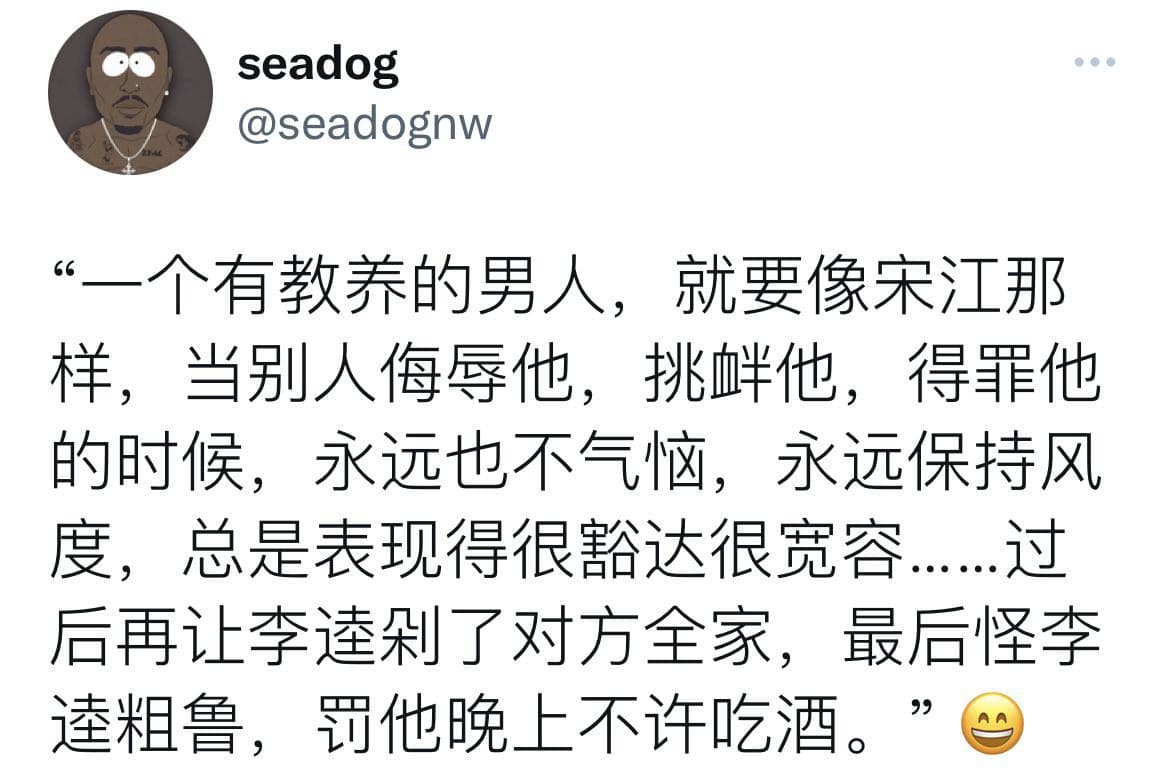 seadog
@seadognw
“一个有教养的男人，就要像宋江那
样，当别人侮辱他，挑衅他，得罪他
的时候，永远也不气恼，永远保持风
度，总是表现得很豁达很宽容……过
后再让李逵剁了对方全家，最后怪李
逵粗鲁，罚他晚上不许吃酒。”😄